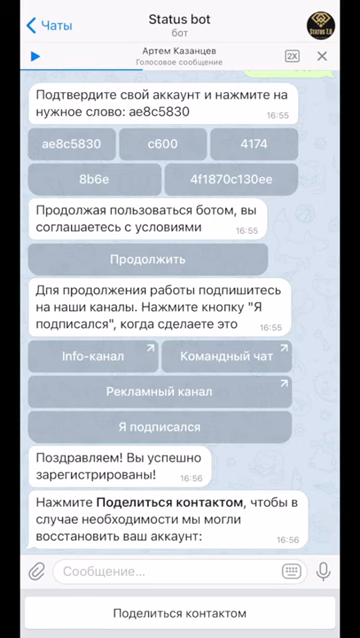 Чаты
Status bot
бот
STATUS 7.0
Артем Казанцев
Голосовое сообщение
2X
Подтвердите свой аккаунт и нажмите на
нужное слово: ae8c5830
16:55
ae8c5830
c600
4174
8b6e
4f1870c130ee
Продолжая пользоваться ботом, вы
соглашаетесь с условиями
16:55
Продолжить
Для продолжения работы подпишитесь
на наши каналы. Нажмите кнопку "Я
подписался", когда сделаете это
16:55
Info-канал
Командный чат
Рекламный канал
Я подписался
Поздравляем! Вы успешно
зарегистрированы!
16:56
Нажмите Поделиться контактом, чтобы в
случае необходимости мы могли
восстановить ваш аккаунт:
16:56
Сообщение...
Поделиться контактом